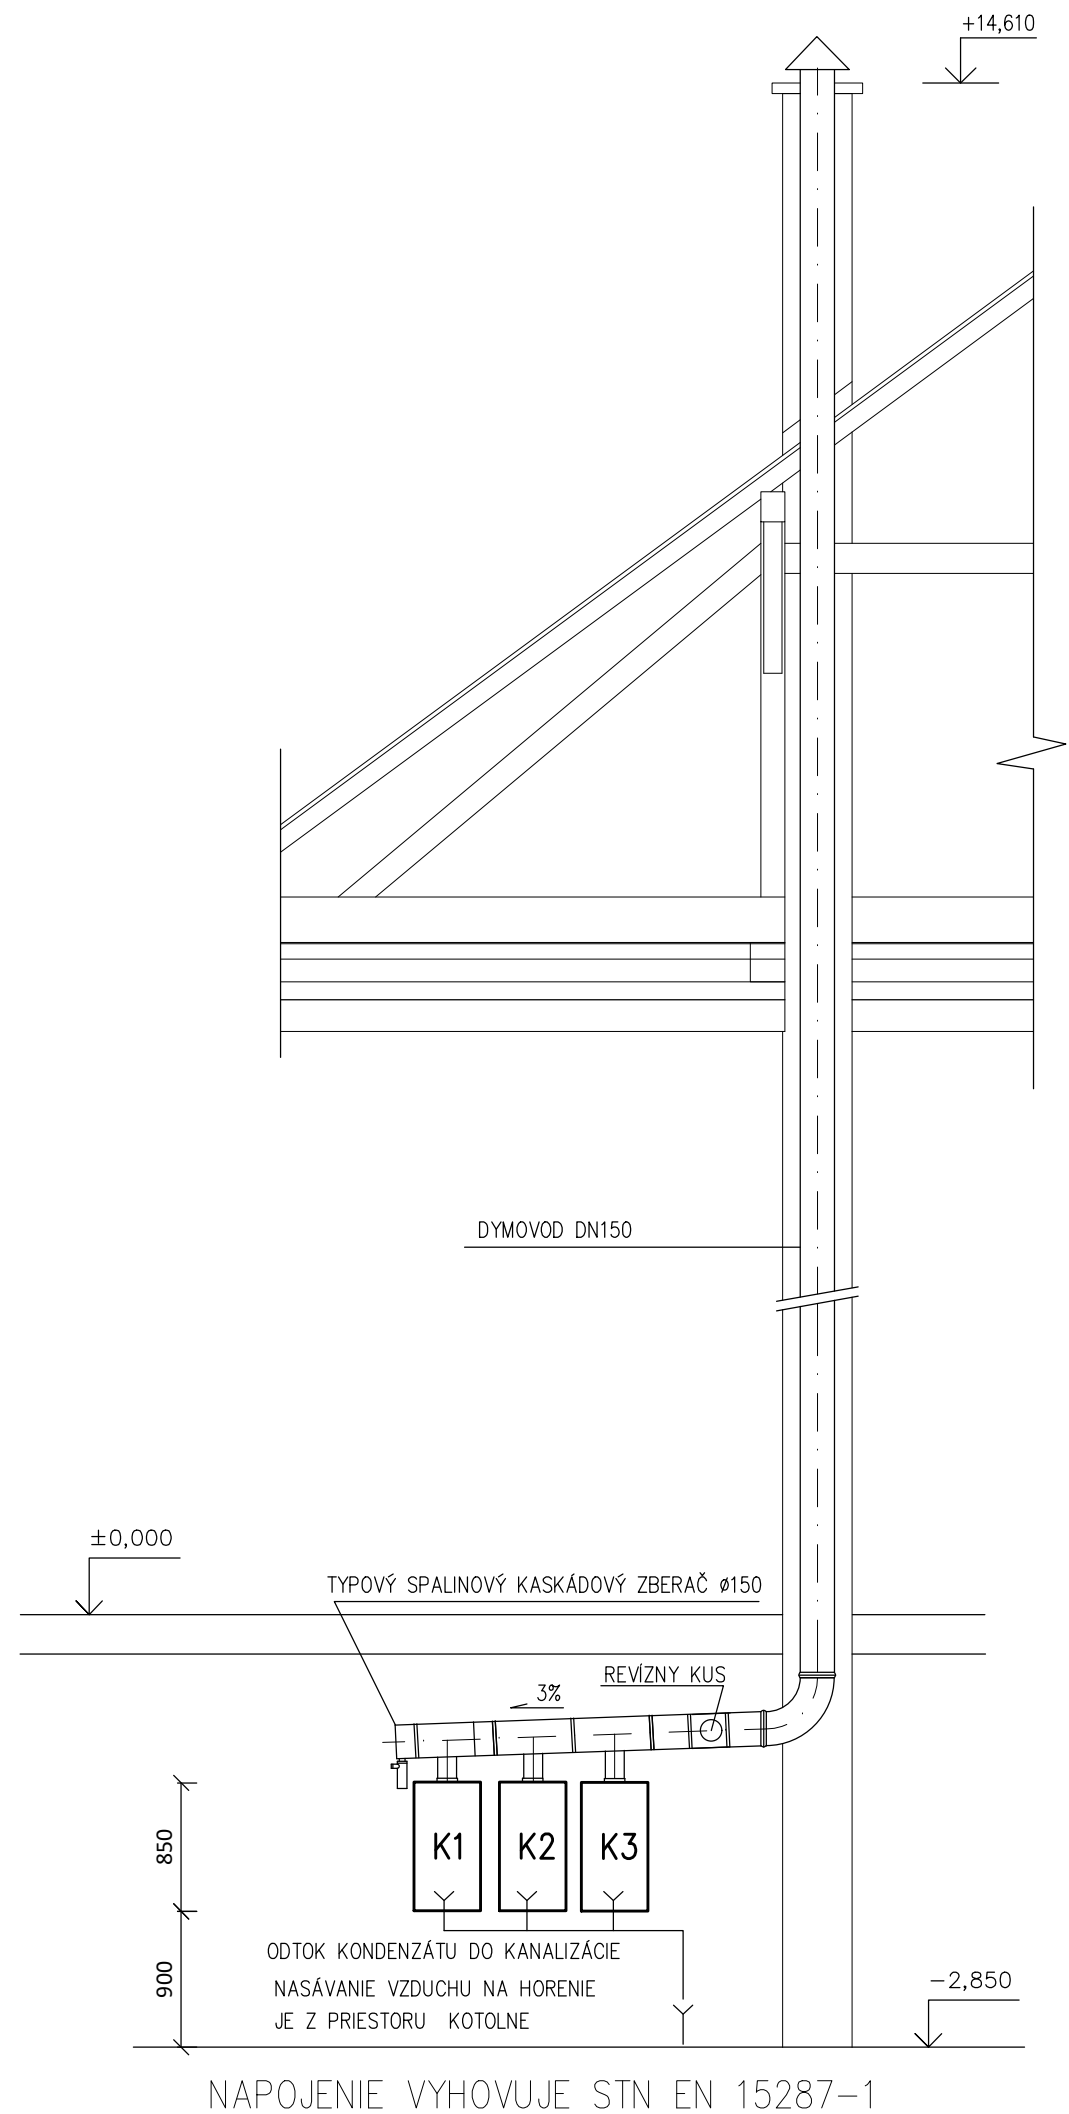 +14,610
DYMOVOD DN150
±0,000
TYPOVÝ SPALINOVÝ KASKÁDOVÝ ZBERAČ ø150
REVÍZNY KUS
3%
850
K1
K2
K3
ODTOK KONDENZÁTU DO KANALIZÁCIE
900
NASÁVANIE VZDUCHU NA HORENIE
JE Z PRIESTORU KOTOLNE
-2,850
NAPOJENIE VYHOVUJE STN EN 15287-1